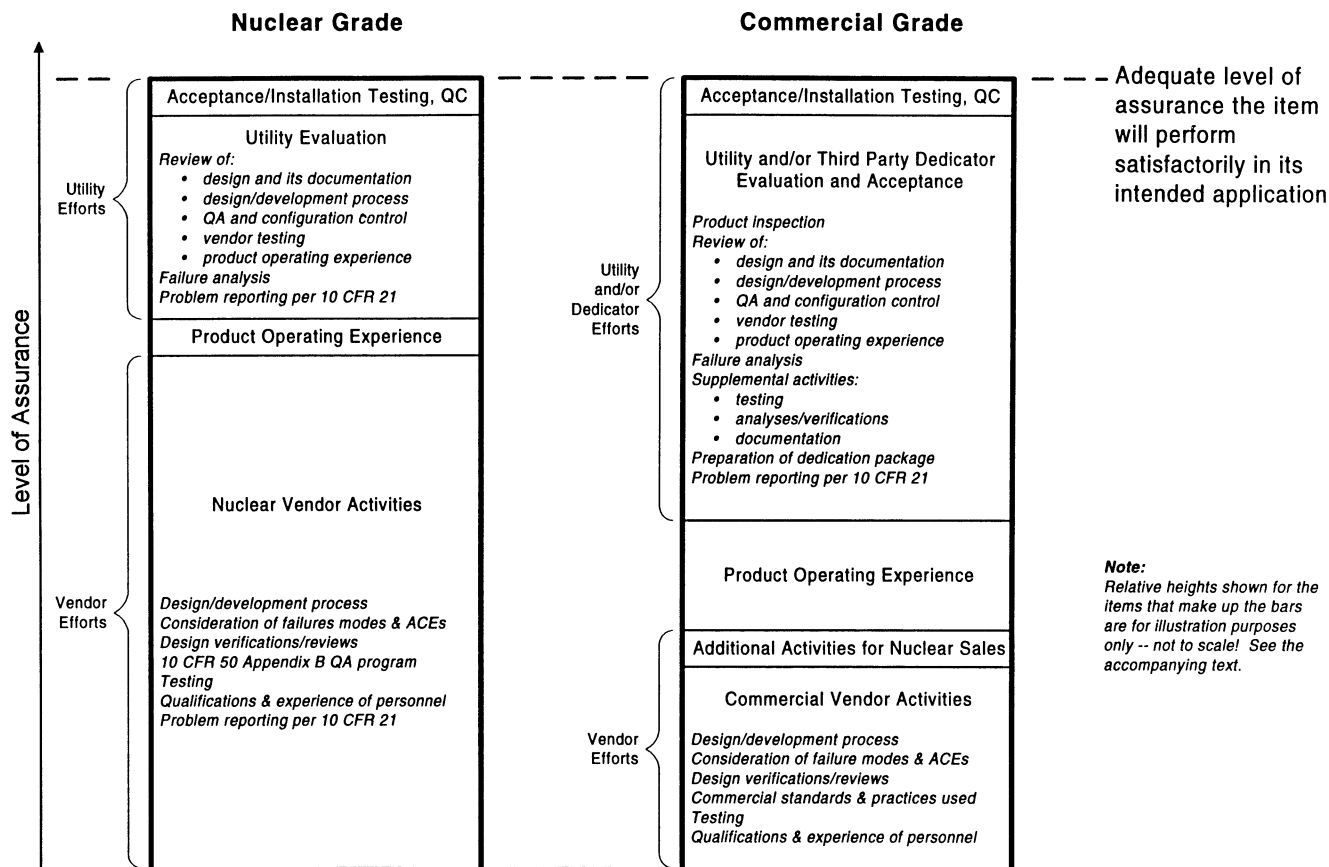 Nuclear Grade
Commercial Grade
Level of Assurance
Utility
Efforts
Vendor
Efforts
Acceptance/Installation Testing, QC
Utility Evaluation
Review of:
• design and its documentation
• design/development process
• QA and configuration control
• vendor testing
• product operating experience
Failure analysis
Problem reporting per 10 CFR 21
Product Operating Experience
Nuclear Vendor Activities
Design/development process
Consideration of failures modes & ACEs
Design verifications/reviews
10 CFR 50 Appendix B QA program
Testing
Qualifications & experience of personnel
Problem reporting per 10 CFR 21
Utility
and/or
Dedicator
Efforts
Vendor
Efforts
Acceptance/Installation Testing, QC
Utility and/or Third Party Dedicator
Evaluation and Acceptance
Product inspection
Review of:
• design and its documentation
• design/development process
• QA and configuration control
• vendor testing
• product operating experience
Failure analysis
Supplemental activities:
• testing
• analyses/verifications
• documentation
Preparation of dedication package
Problem reporting per 10 CFR 21
Product Operating Experience
Additional Activities for Nuclear Sales
Commercial Vendor Activities
Design/development process
Consideration of failure modes & ACEs
Design verifications/reviews
Commercial standards & practices used
Testing
Qualifications & experience of personnel
Adequate level of
assurance the item
will perform
satisfactorily in its
intended application
Note:
Relative heights shown for the
items that make up the bars
are for illustration purposes
only -- not to scale! See the
accompanying text.